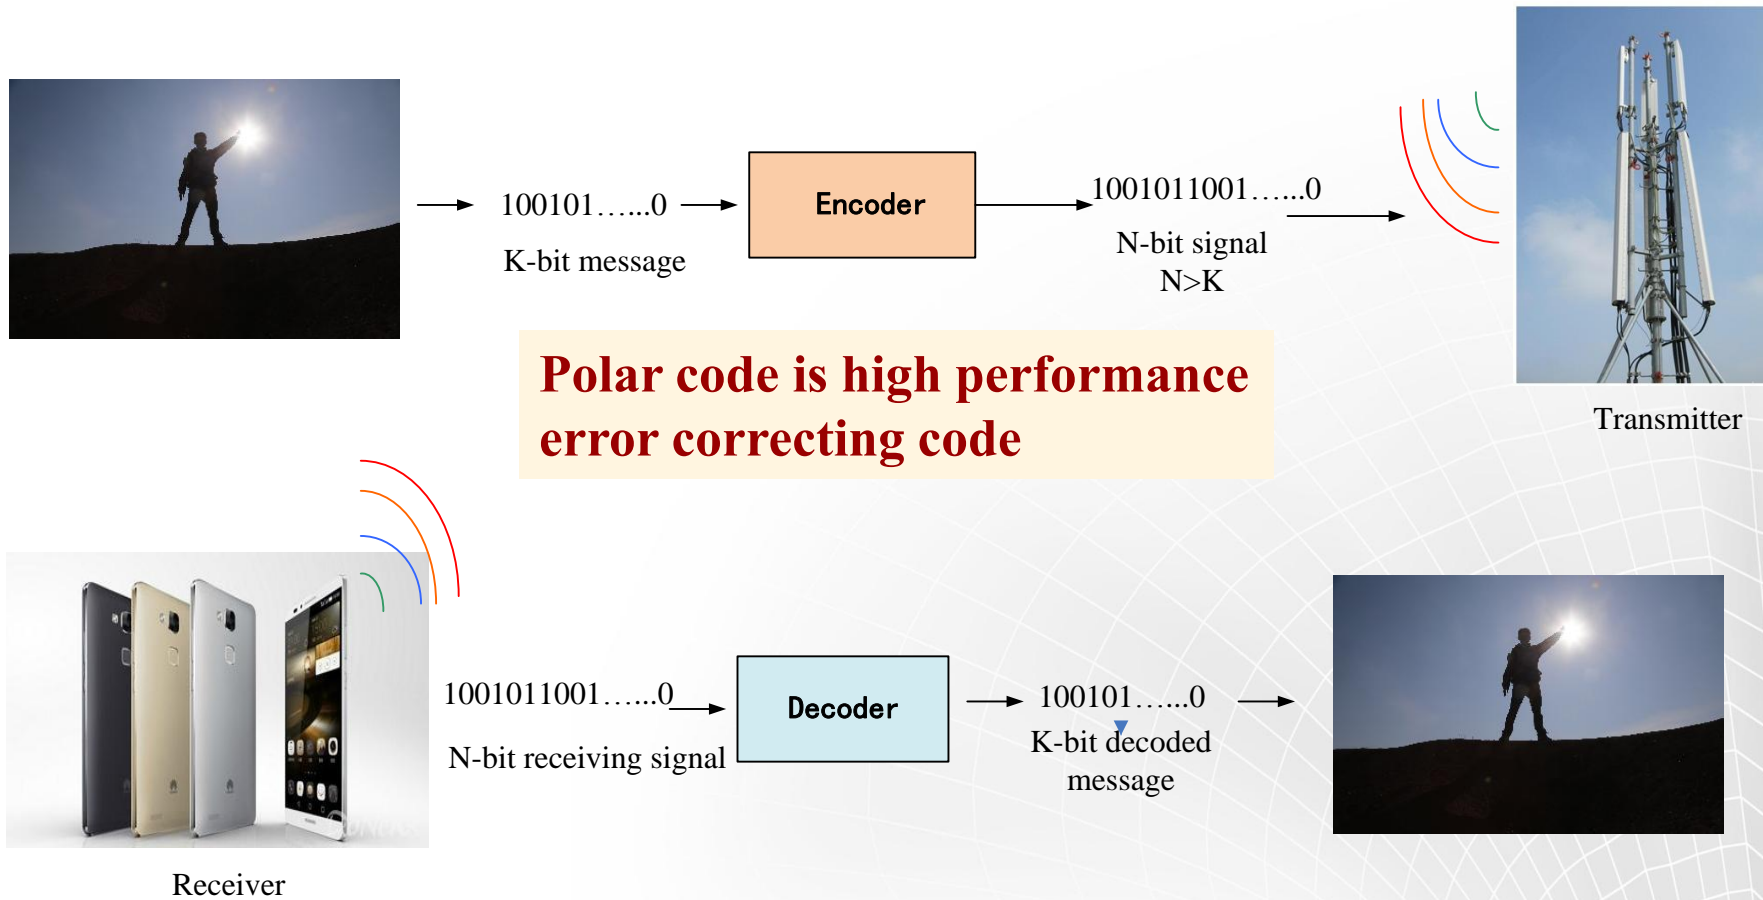 100101…...0
K-bit message
Encoder
1001011001…...0
N-bit signal
N>K
Transmitter
Polar code is high performance
error correcting code
Receiver
1001011001…...0
N-bit receiving signal
Decoder
100101…...0
K-bit decoded
message